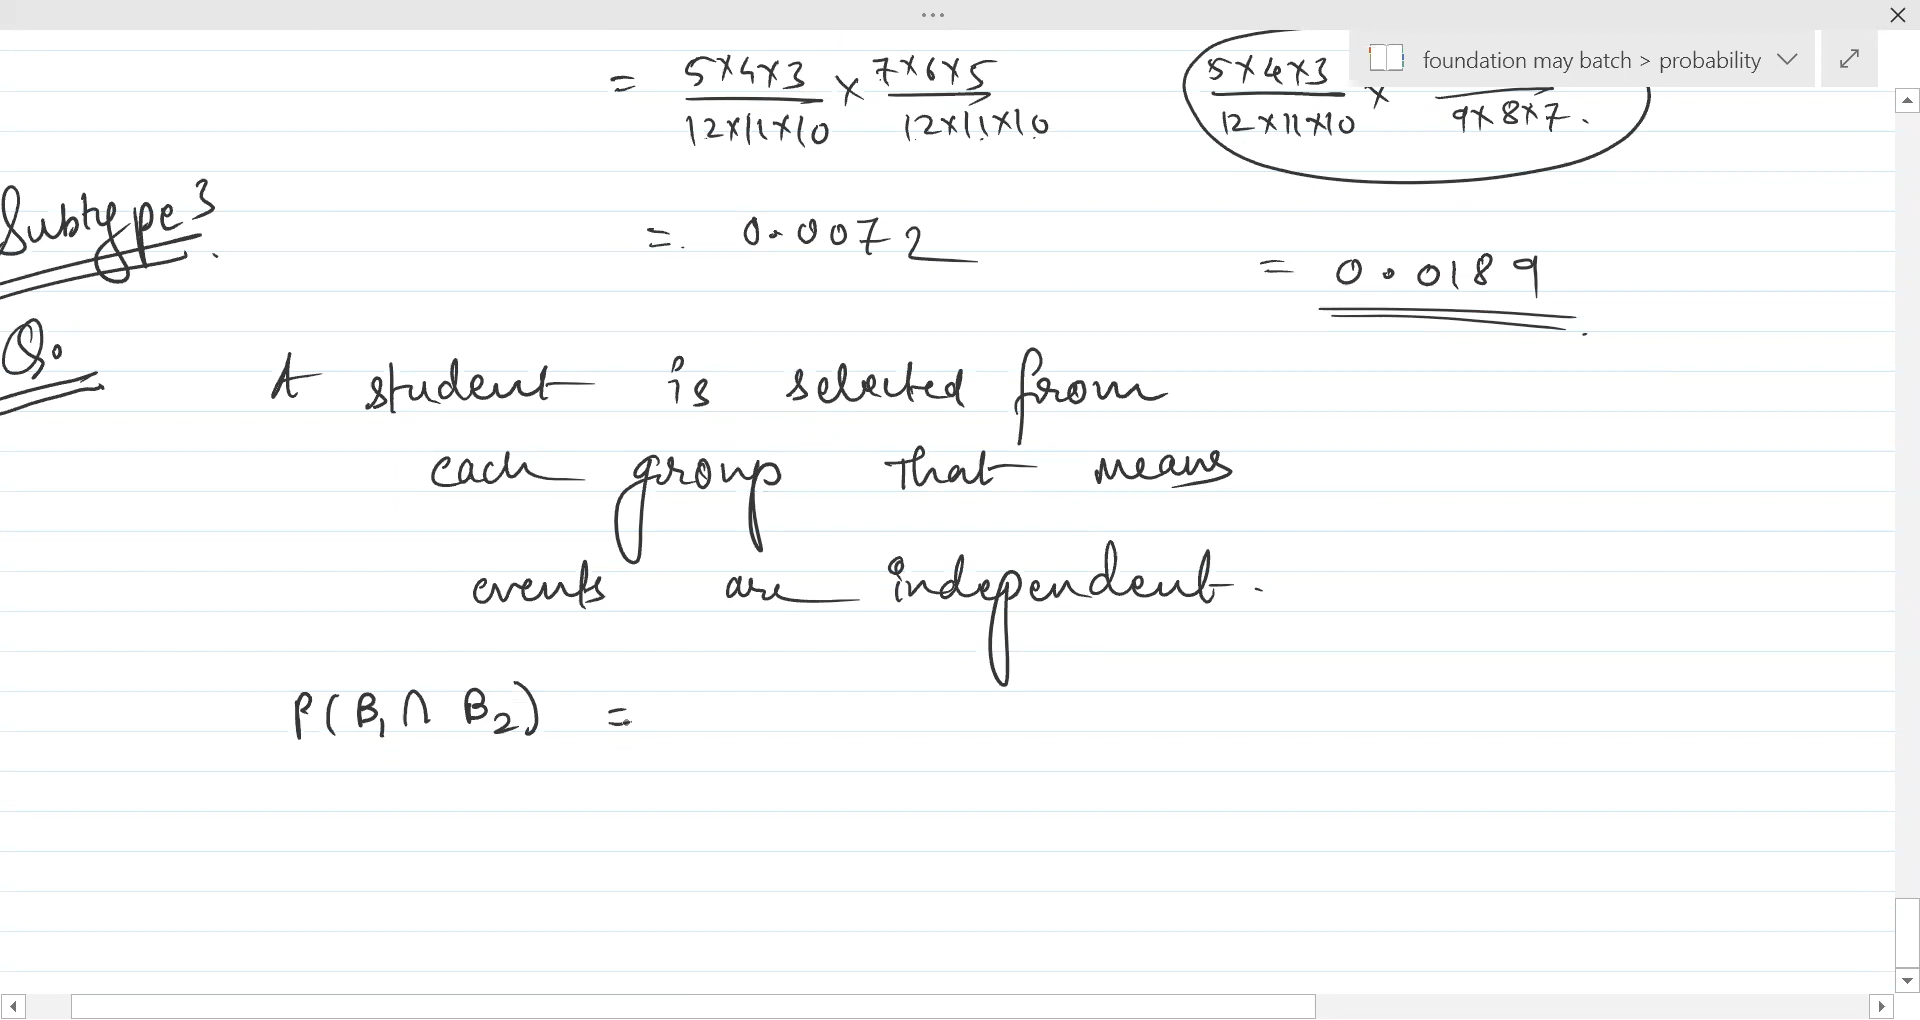 foundation may batch > probability
= 5×4×3 / 12×11×10 × 7×6×5 / 12×11×10
5×4×3 / 12×11×10 × / 9×8×7.
Subtype 3
=. 0.0072
= 0.0189
Q.
A student is selected from
each group that means
events are independent.
P(B₁ ∩ B₂) =